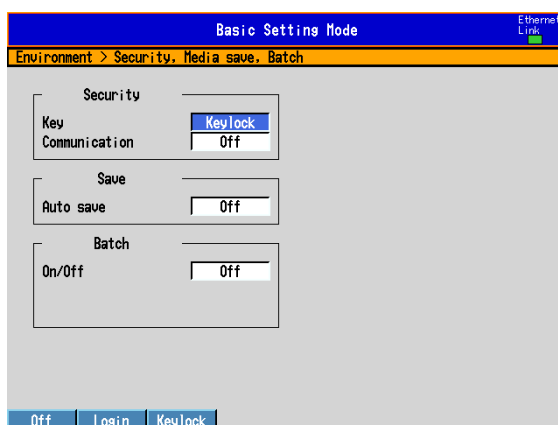 Basic Setting Mode
Ethernet
Link
Environment > Security, Media save, Batch
Security
Key Keylock
Communication Off
Save
Auto save Off
Batch
On/Off Off
Off Login Keylock